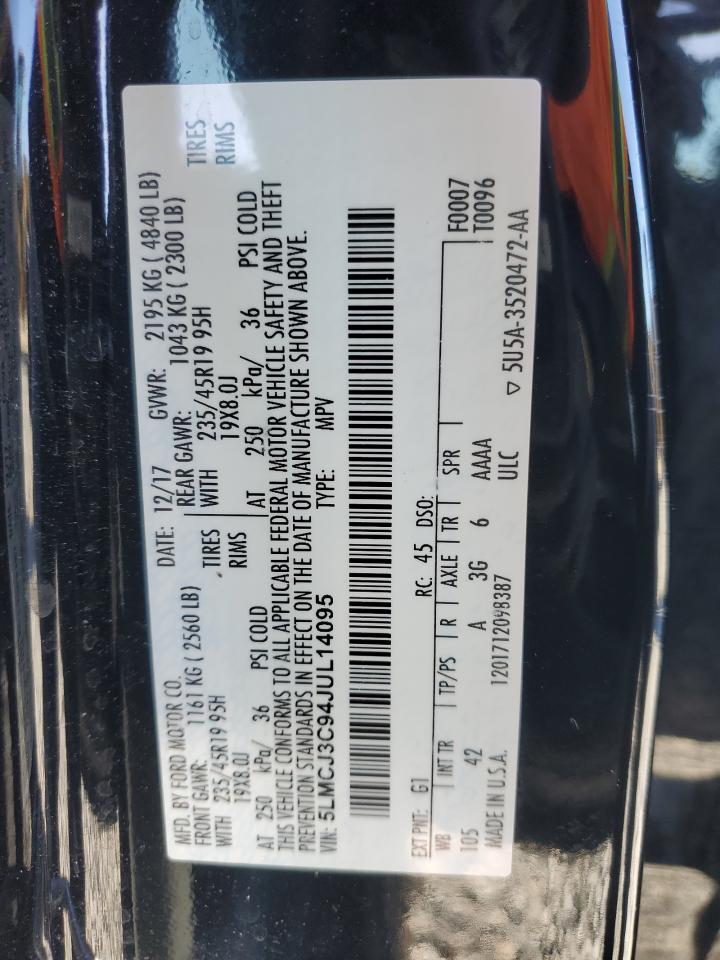 MFD. BY FORD MOTOR CO. DATE: 12/17 GVWR: 2195 KG ( 4840 LB)
FRONT GAWR: 1161 KG ( 2560 LB) REAR GAWR: 1043 KG ( 2300 LB)
WITH 235/45R19 95H TIRES WITH 235/45R19 95H TIRES
19X8.0J RIMS 19X8.0J RIMS
AT 250 kPa/ 36 PSI COLD AT 250 kPa/ 36 PSI COLD
THIS VEHICLE CONFORMS TO ALL APPLICABLE FEDERAL MOTOR VEHICLE SAFETY AND THEFT
PREVENTION STANDARDS IN EFFECT ON THE DATE OF MANUFACTURE SHOWN ABOVE.
VIN: 5LMCJ3C94JUL14095 TYPE: MPV
EXT PNT: G1 RC: 45 DSO: F0007
WB INT TR TP/PS R AXLE TR SPR T0096
105 42 A 3G 6 AAAA
ULC
MADE IN U.S.A. 1201712098387 ▽ 5U5A-3520472-AA